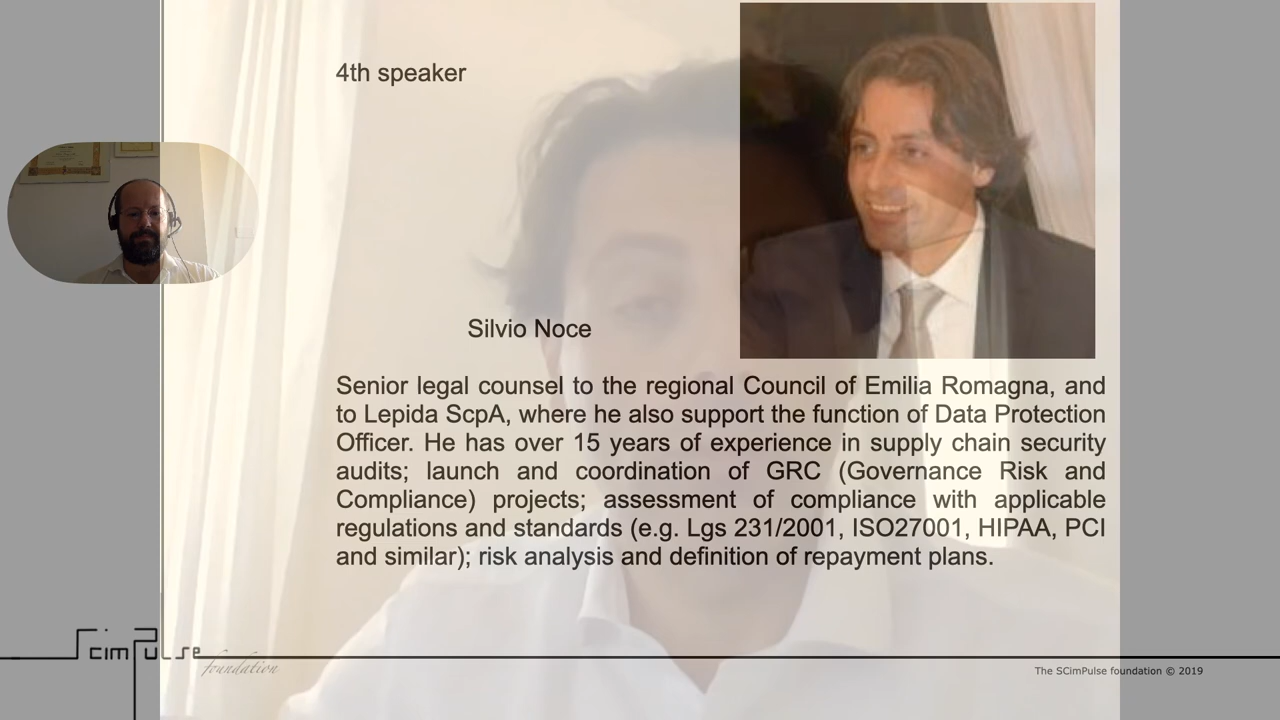 4th speaker
Silvio Noce
Senior legal counsel to the regional Council of Emilia Romagna, and
to Lepida ScpA, where he also support the function of Data Protection
Officer. He has over 15 years of experience in supply chain security
audits; launch and coordination of GRC (Governance Risk and
Compliance) projects; assessment of compliance with applicable
regulations and standards (e.g. Lgs 231/2001, ISO27001, HIPAA, PCI
and similar); risk analysis and definition of repayment plans.
SCimPulse
foundation
The SCimPulse foundation © 2019